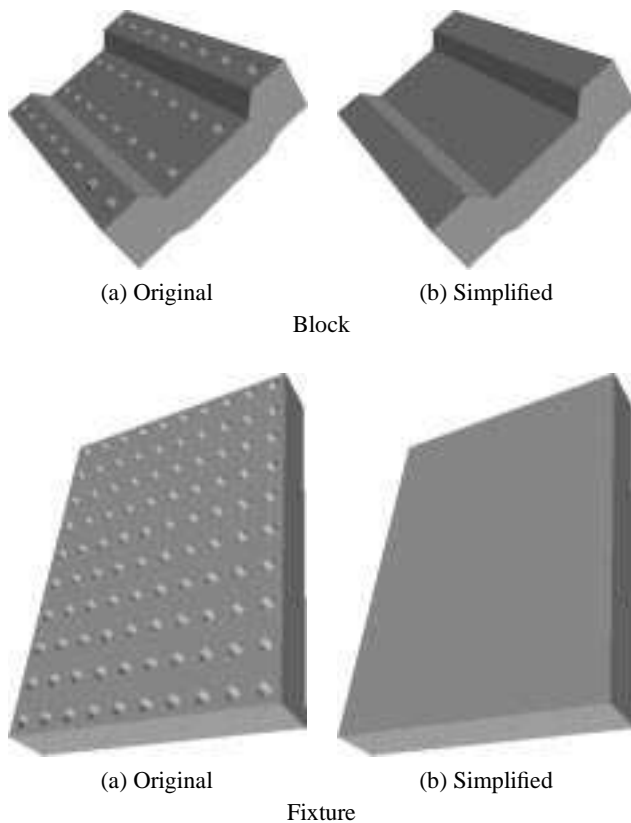 (a) Original
(b) Simplified
Block
(a) Original
(b) Simplified
Fixture